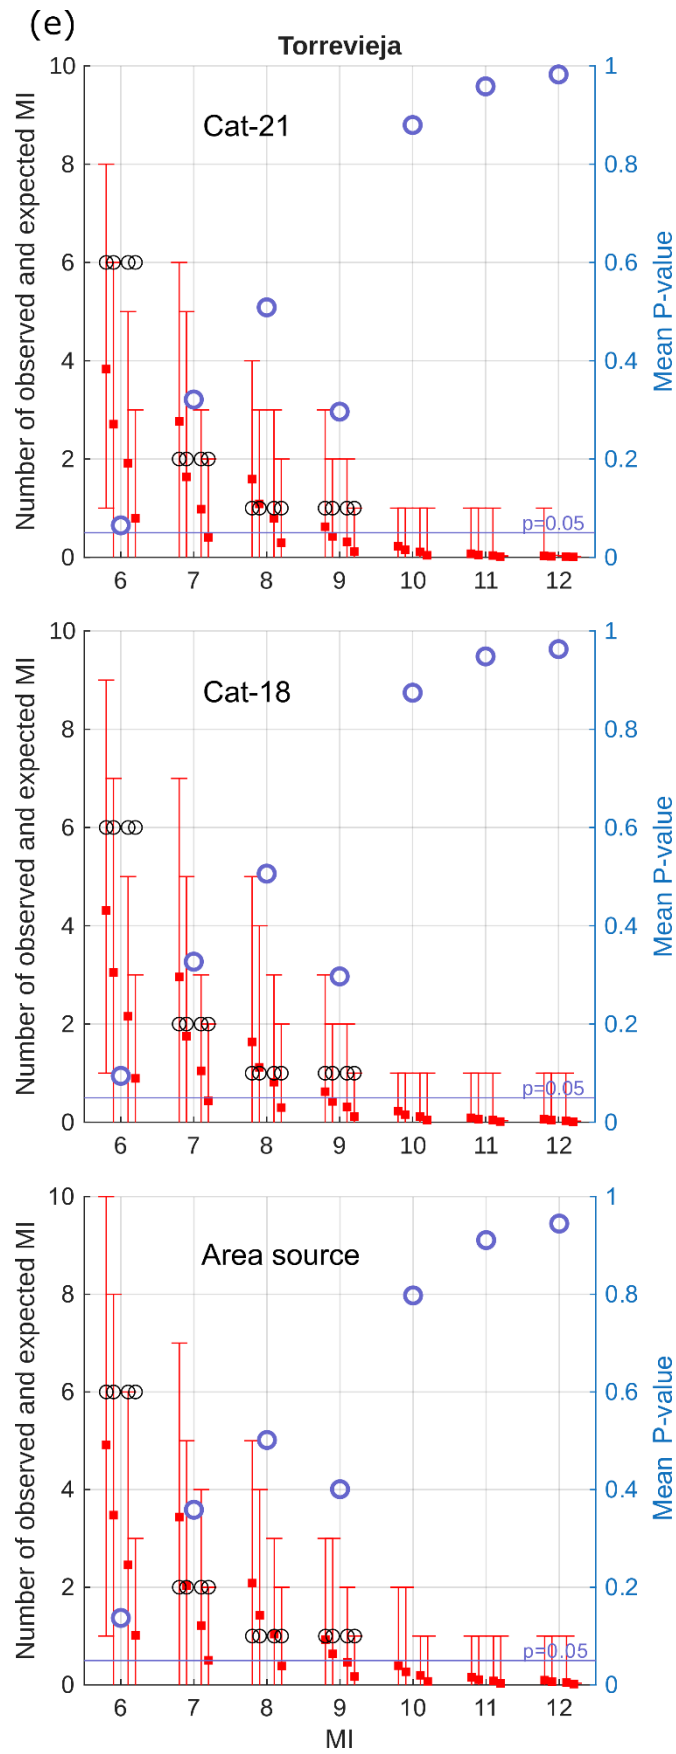 (e)
Torrevieja
Cat-21
Number of observed and expected MI
Mean P-value
10
8
6
4
2
0
1
0.8
0.6
0.4
0.2
0
p=0.05
6 7 8 9 10 11 12
Cat-18
Number of observed and expected MI
Mean P-value
10
8
6
4
2
0
1
0.8
0.6
0.4
0.2
0
p=0.05
6 7 8 9 10 11 12
Area source
Number of observed and expected MI
Mean P-value
10
8
6
4
2
0
1
0.8
0.6
0.4
0.2
0
p=0.05
6 7 8 9 10 11 12
MI